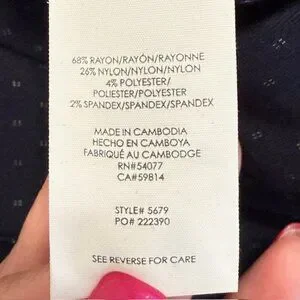 68% RAYON/RAYÓN/RAYONNE
26% NYLON/NYLON/NYLON
4% POLYESTER/
POLIESTER/POLYESTER
2% SPANDEX/SPANDEX/SPANDEX
MADE IN CAMBODIA
HECHO EN CAMBOYA
FABRIQUÉ AU CAMBODGE
RN#54077
CA#59814
STYLE# 5679
PO# 222390
SEE REVERSE FOR CARE